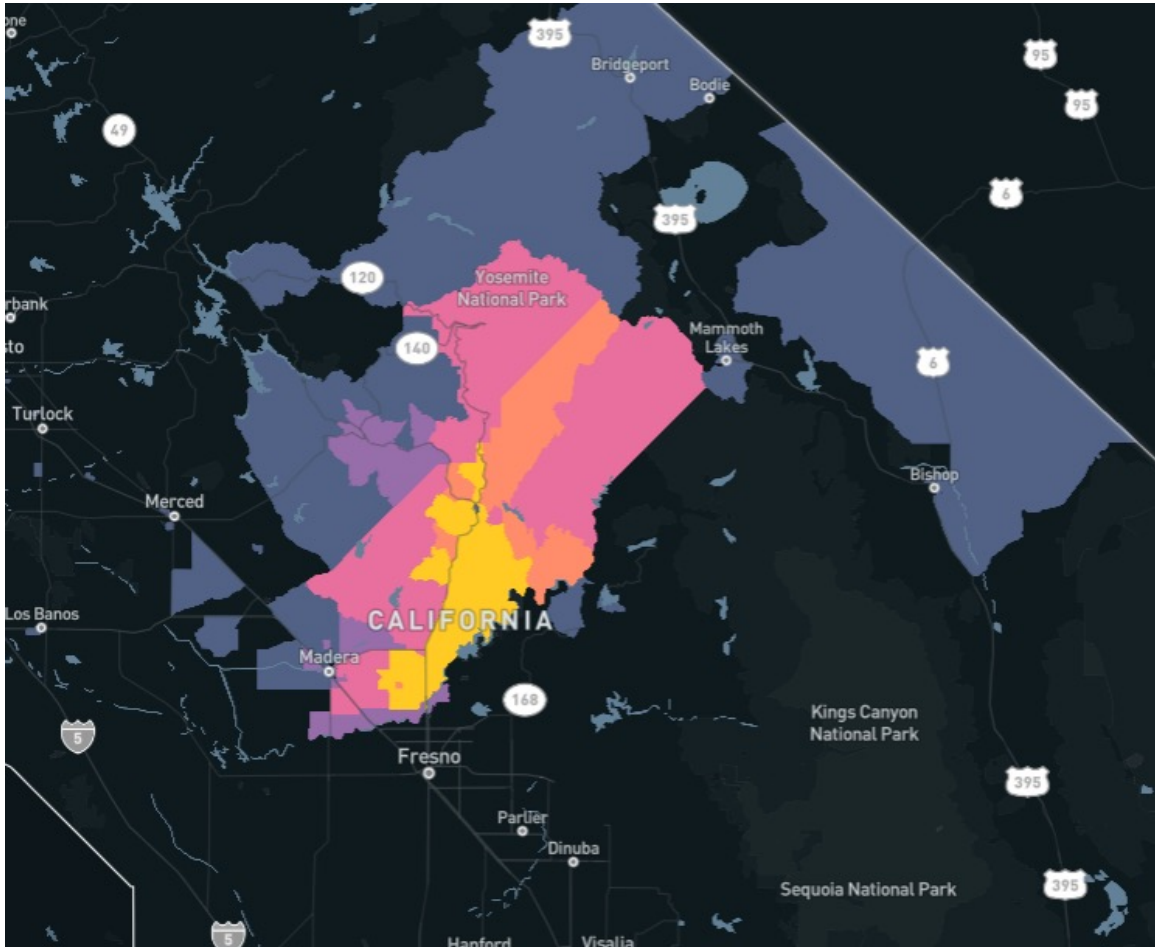 one
395
95
Bridgeport
Bodie
95
49
6
395
Yosemite
National Park
120
rbank
Mammoth
Lakes
sto
140
6
Turlock
Bishop
Merced
Los Banos
CALIFORNIA
Madera
168
Kings Canyon
National Park
5
Fresno
395
Parlier
Dinuba
395
Sequoia National Park
5
Hanford
Visalia